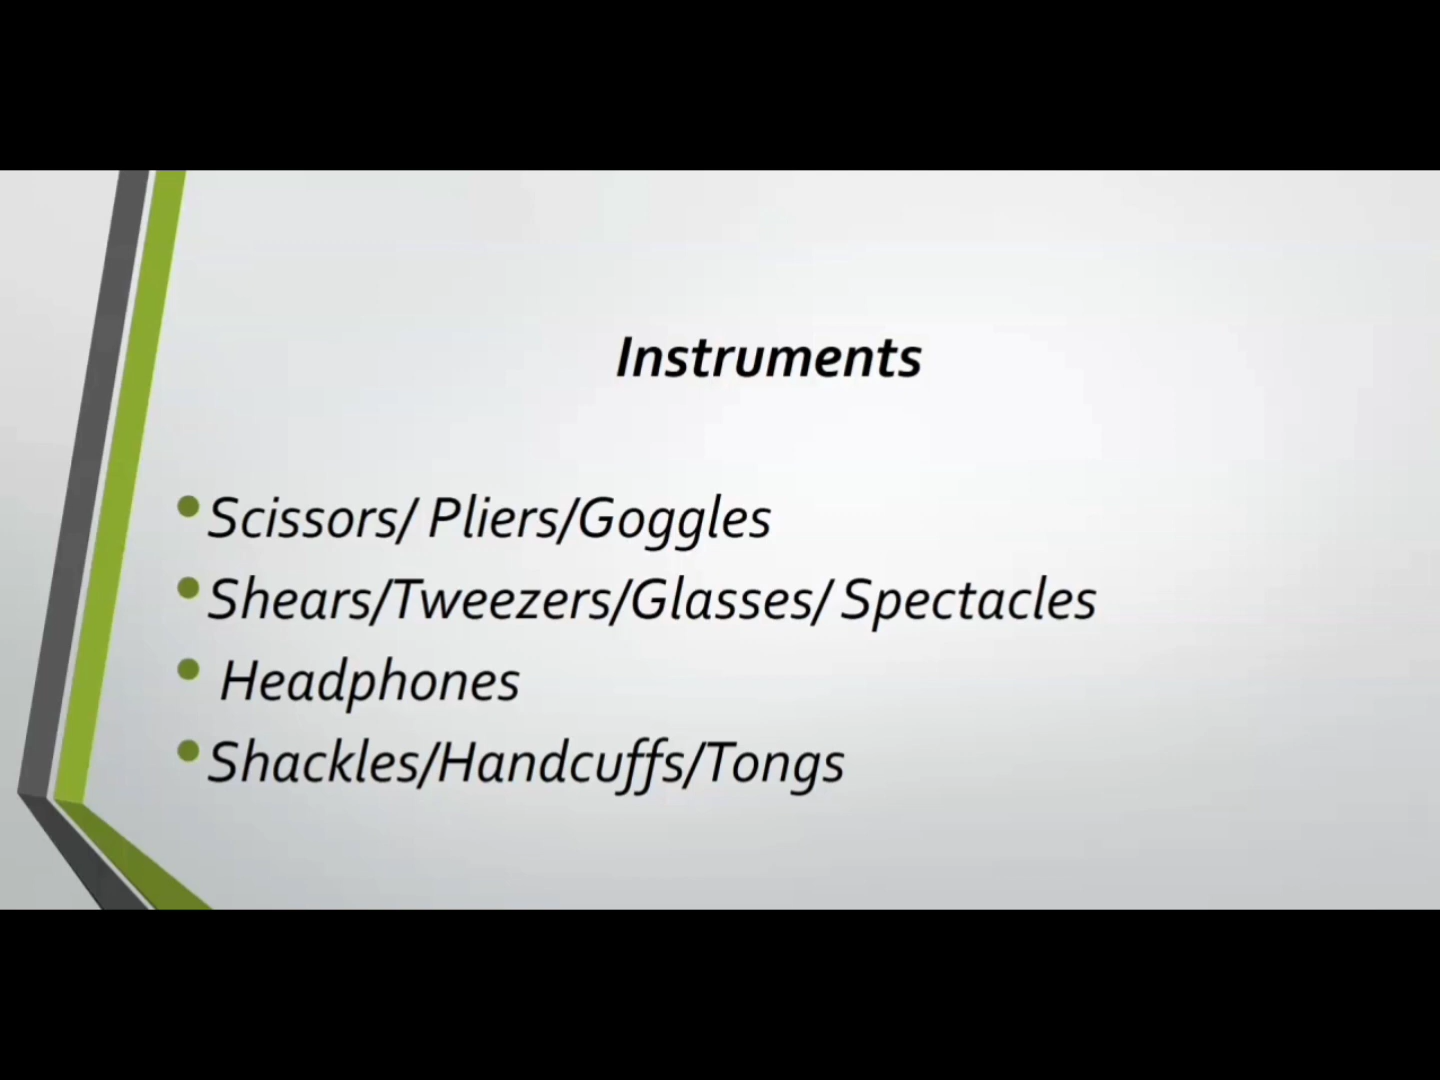 Instruments
• Scissors/ Pliers/Goggles
• Shears/Tweezers/Glasses/ Spectacles
• Headphones
• Shackles/Handcuffs/Tongs